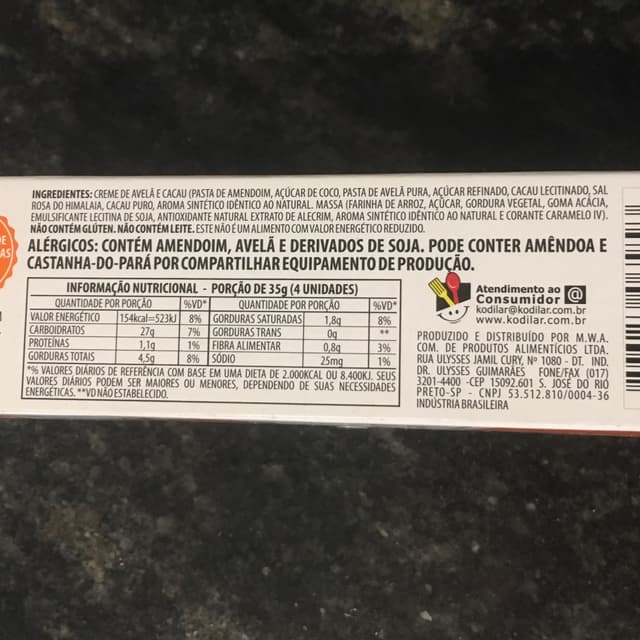 INGREDIENTES: CREME DE AVELÃ E CACAU (PASTA DE AMENDOIM, AÇÚCAR DE COCO, PASTA DE AVELÃ PURA, AÇÚCAR REFINADO, CACAU LECITINADO, SAL
ROSA DO HIMALAIA, CACAU PURO, AROMA SINTÉTICO IDÊNTICO AO NATURAL. MASSA (FARINHA DE ARROZ, AÇÚCAR, GORDURA VEGETAL, GOMA ACÁCIA,
EMULSIFICANTE LECITINA DE SOJA, ANTIOXIDANTE NATURAL EXTRATO DE ALECRIM, AROMA SINTÉTICO IDÊNTICO AO NATURAL E CORANTE CARAMELO IV).
NÃO CONTÉM GLÚTEN. NÃO CONTÉM LEITE. ESTE NÃO É UM ALIMENTO COM VALOR ENERGÉTICO REDUZIDO.
ALÉRGICOS: CONTÉM AMENDOIM, AVELÃ E DERIVADOS DE SOJA. PODE CONTER AMÊNDOA E
CASTANHA-DO-PARÁ POR COMPARTILHAR EQUIPAMENTO DE PRODUÇÃO.
INFORMAÇÃO NUTRICIONAL - PORÇÃO DE 35g (4 UNIDADES)
QUANTIDADE POR PORÇÃO %VD* QUANTIDADE POR PORÇÃO %VD*
VALOR ENERGÉTICO 154kcal=523kJ 8% GORDURAS SATURADAS 1,8g 8%
CARBOIDRATOS 27g 7% GORDURAS TRANS 0g **
PROTEÍNAS 1,1g 1% FIBRA ALIMENTAR 0,8g 3%
GORDURAS TOTAIS 4,5g 8% SÓDIO 25mg 1%
*% VALORES DIÁRIOS DE REFERÊNCIA COM BASE EM UMA DIETA DE 2.000KCAL OU 8.400KJ. SEUS
VALORES DIÁRIOS PODEM SER MAIORES OU MENORES, DEPENDENDO DE SUAS NECESSIDADES
ENERGÉTICAS. **VD NÃO ESTABELECIDO.
Atendimento ao
Consumidor @
kodilar@kodilar.com.br
www.kodilar.com.br
PRODUZIDO E DISTRIBUÍDO POR M.W.A.
COM. DE PRODUTOS ALIMENTÍCIOS LTDA.
RUA ULYSSES JAMIL CURY, Nº 1080 - DT. IND.
DR. ULYSSES GUIMARÃES FONE/FAX (017)
3201-4400 -CEP 15092.601 S. JOSÉ DO RIO
PRETO-SP - CNPJ 53.512.810/0004-36
INDÚSTRIA BRASILEIRA